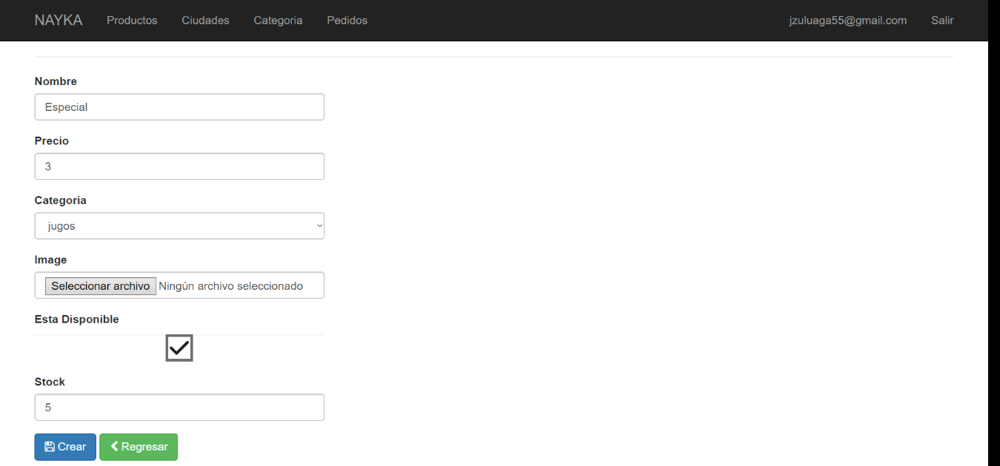 NAYKA Productos Ciudades Categoria Pedidos jzuluaga55@gmail.com Salir
Nombre
Especial
Precio
3
Categoria
jugos
Image
Seleccionar archivo Ningún archivo seleccionado
Esta Disponible
Stock
5
Crear Regresar